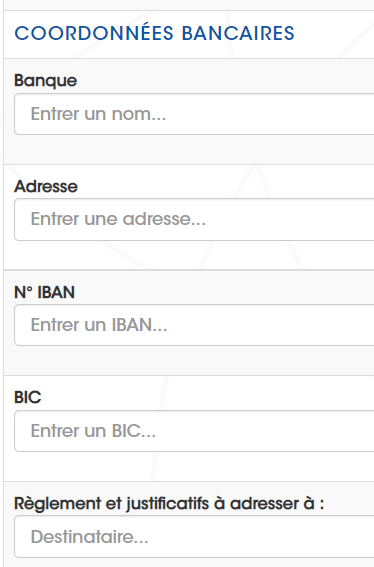 COORDONNÉES BANCAIRES
Banque
Entrer un nom...
Adresse
Entrer une adresse...
N° IBAN
Entrer un IBAN...
BIC
Entrer un BIC...
Règlement et justificatifs à adresser à :
Destinataire...